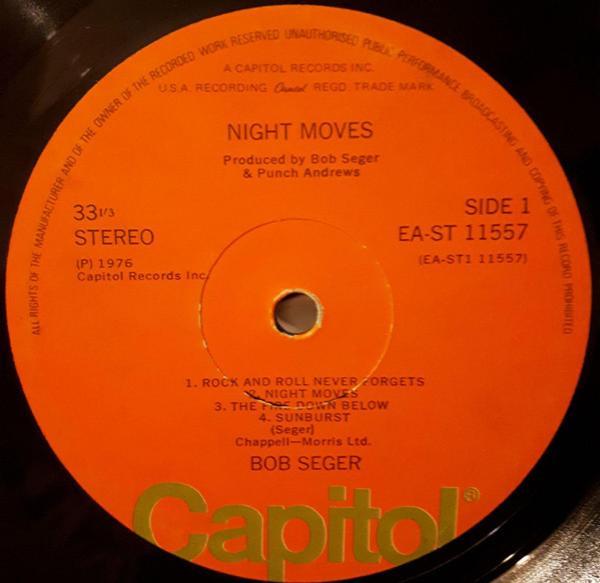 ALL RIGHTS OF THE MANUFACTURER AND OF THE OWNER OF THE RECORDED WORK RESERVED UNAUTHORISED PUBLIC PERFORMANCE BROADCASTING AND COPYING OF THIS RECORD PROHIBITED
A CAPITOL RECORDS INC.
U.S.A. RECORDING Capitol REGD. TRADE MARK
NIGHT MOVES
Produced by Bob Seger
& Punch Andrews
33 1/3
STEREO
(P) 1976
Capitol Records Inc.
SIDE 1
EA-ST 11557
(EA-ST1 11557)
1. ROCK AND ROLL NEVER FORGETS
2. NIGHT MOVES
3. THE FIRE DOWN BELOW
4. SUNBURST
(Seger)
Chappell—Morris Ltd.
BOB SEGER
Capitol®